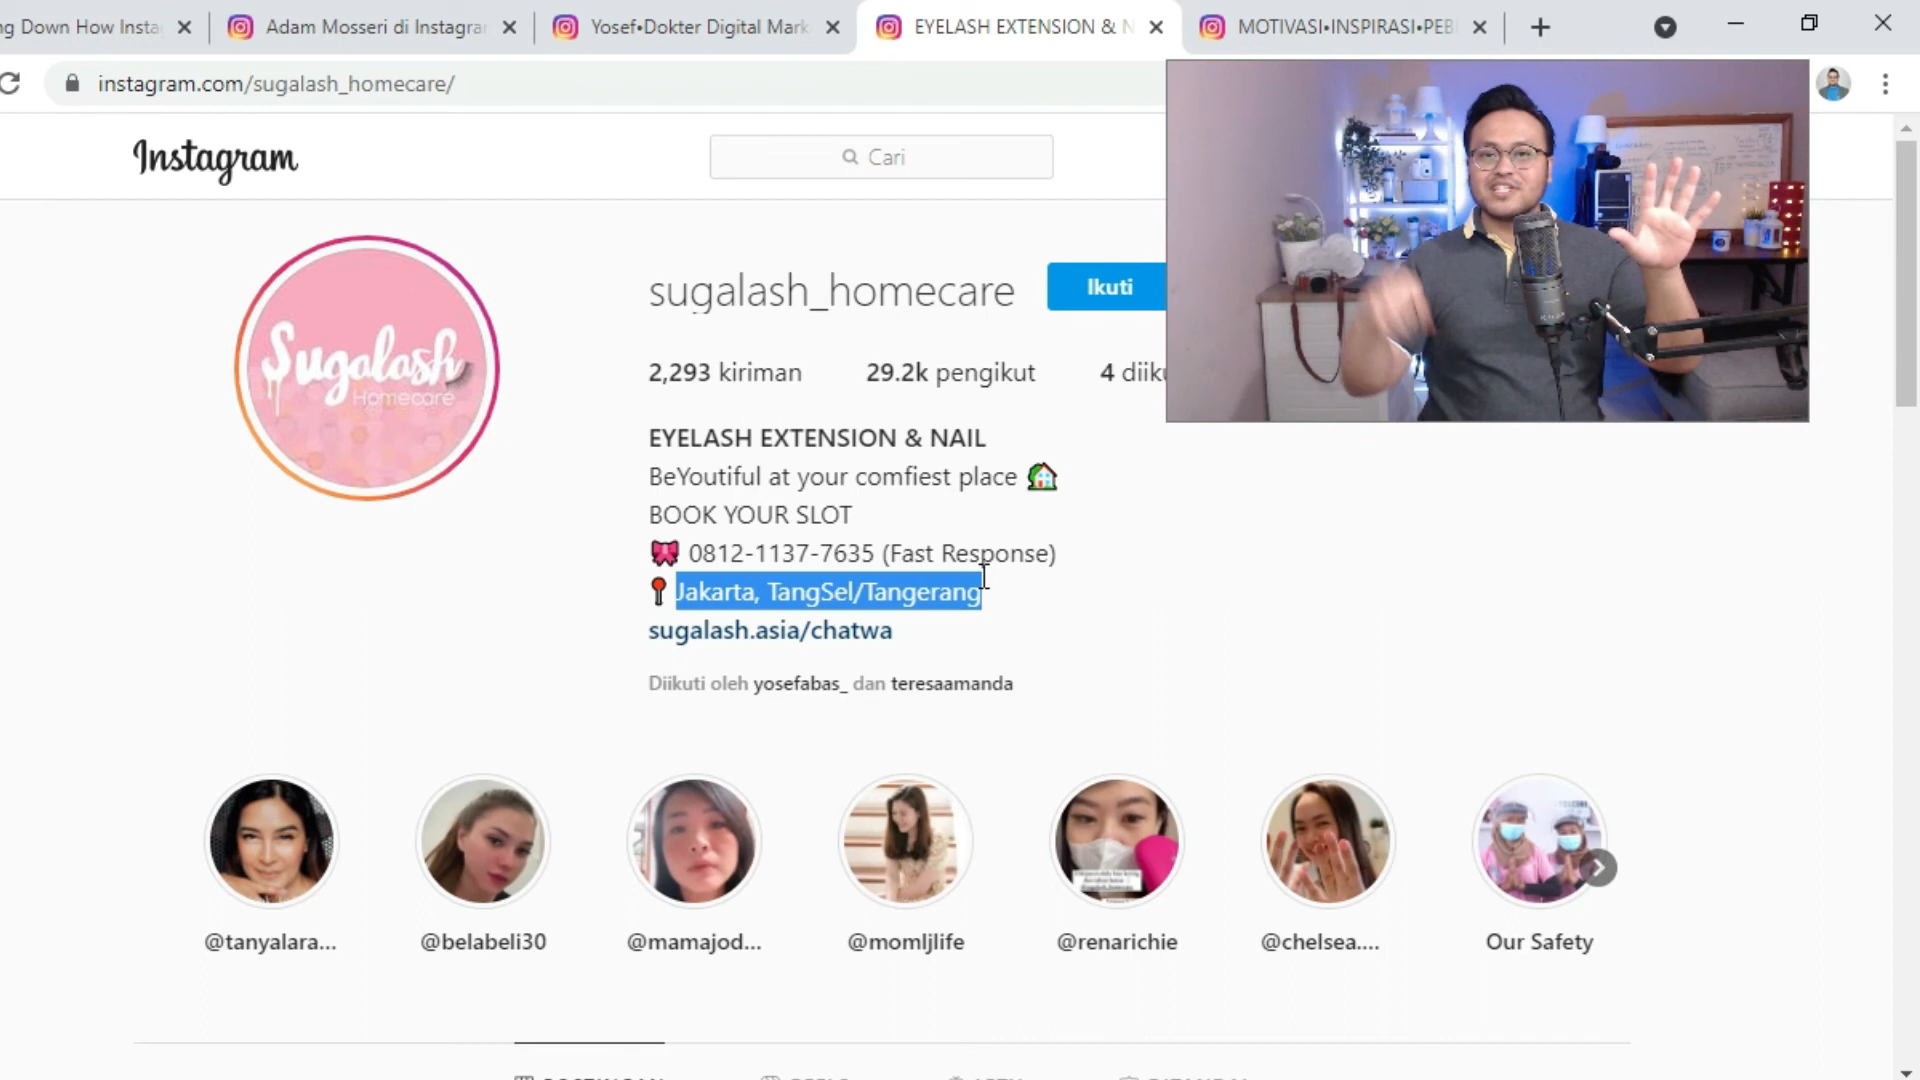 g Down How Insta
Adam Mosseri di Instagra
Yosef•Dokter Digital Mark
EYELASH EXTENSION & N
MOTIVASI•INSPIRASI•PEB
instagram.com/sugalash_homecare/
Instagram
Cari
sugalash_homecare
Ikuti
Sugalash
Homecare
2,293 kiriman
29.2k pengikut
4 diiku
EYELASH EXTENSION & NAIL
BeYoutiful at your comfiest place
BOOK YOUR SLOT
0812-1137-7635 (Fast Response)
Jakarta, TangSel/Tangerang
sugalash.asia/chatwa
Diikuti oleh yosefabas_ dan teresaamanda
@tanyalara...
@belabeli30
@mamajod...
@momljlife
@renarichie
@chelsea....
Our Safety